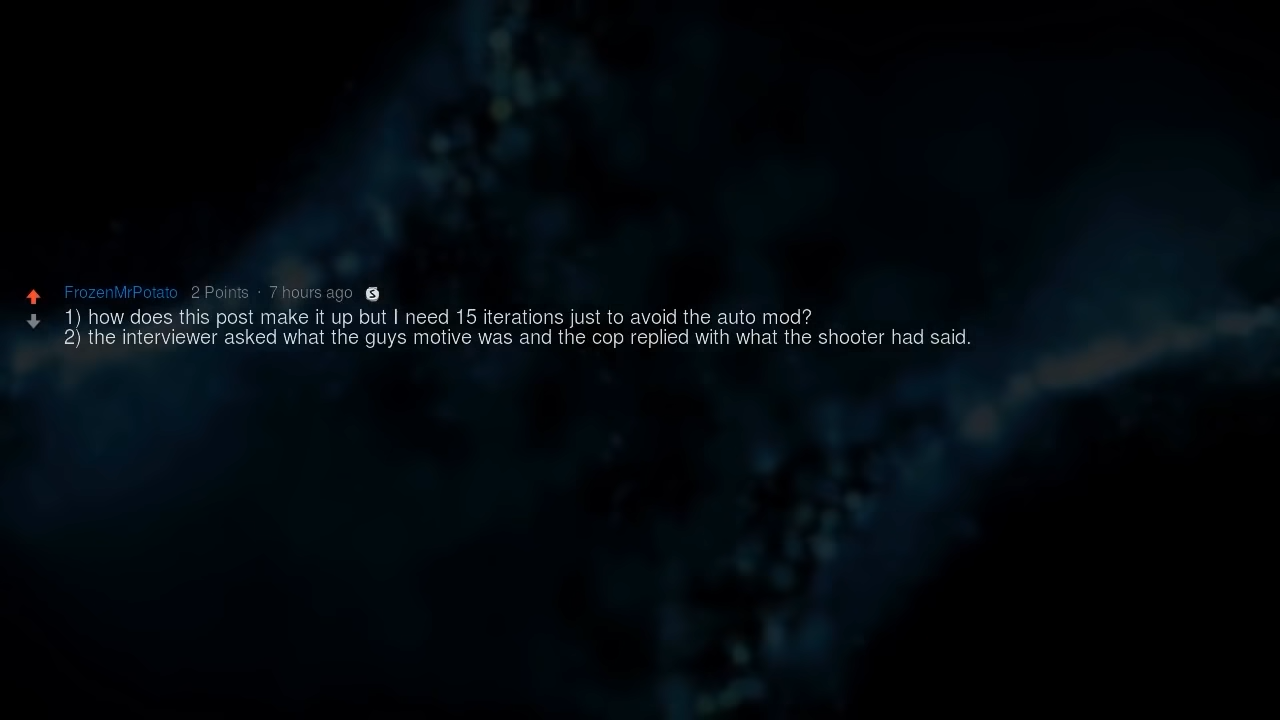 FrozenMrPotato 2 Points · 7 hours ago S
1) how does this post make it up but I need 15 iterations just to avoid the auto mod?
2) the interviewer asked what the guys motive was and the cop replied with what the shooter had said.